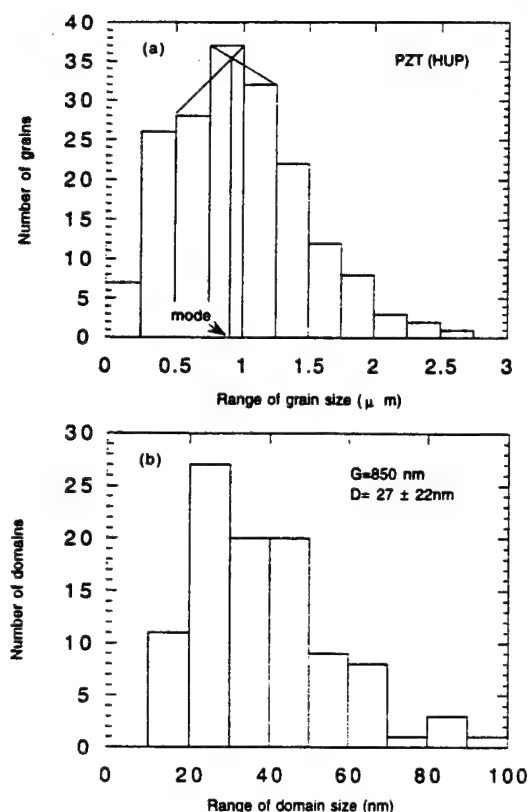 (a)
PZT (HUP)
40
35
30
25
20
15
10
5
0
Number of grains
mode
0 0.5 1 1.5 2 2.5 3
Range of grain size (μ m)
(b)
G=850 nm
D= 27 ± 22nm
30
25
20
15
10
5
0
Number of domains
0 20 40 60 80 100
Range of domain size (nm)